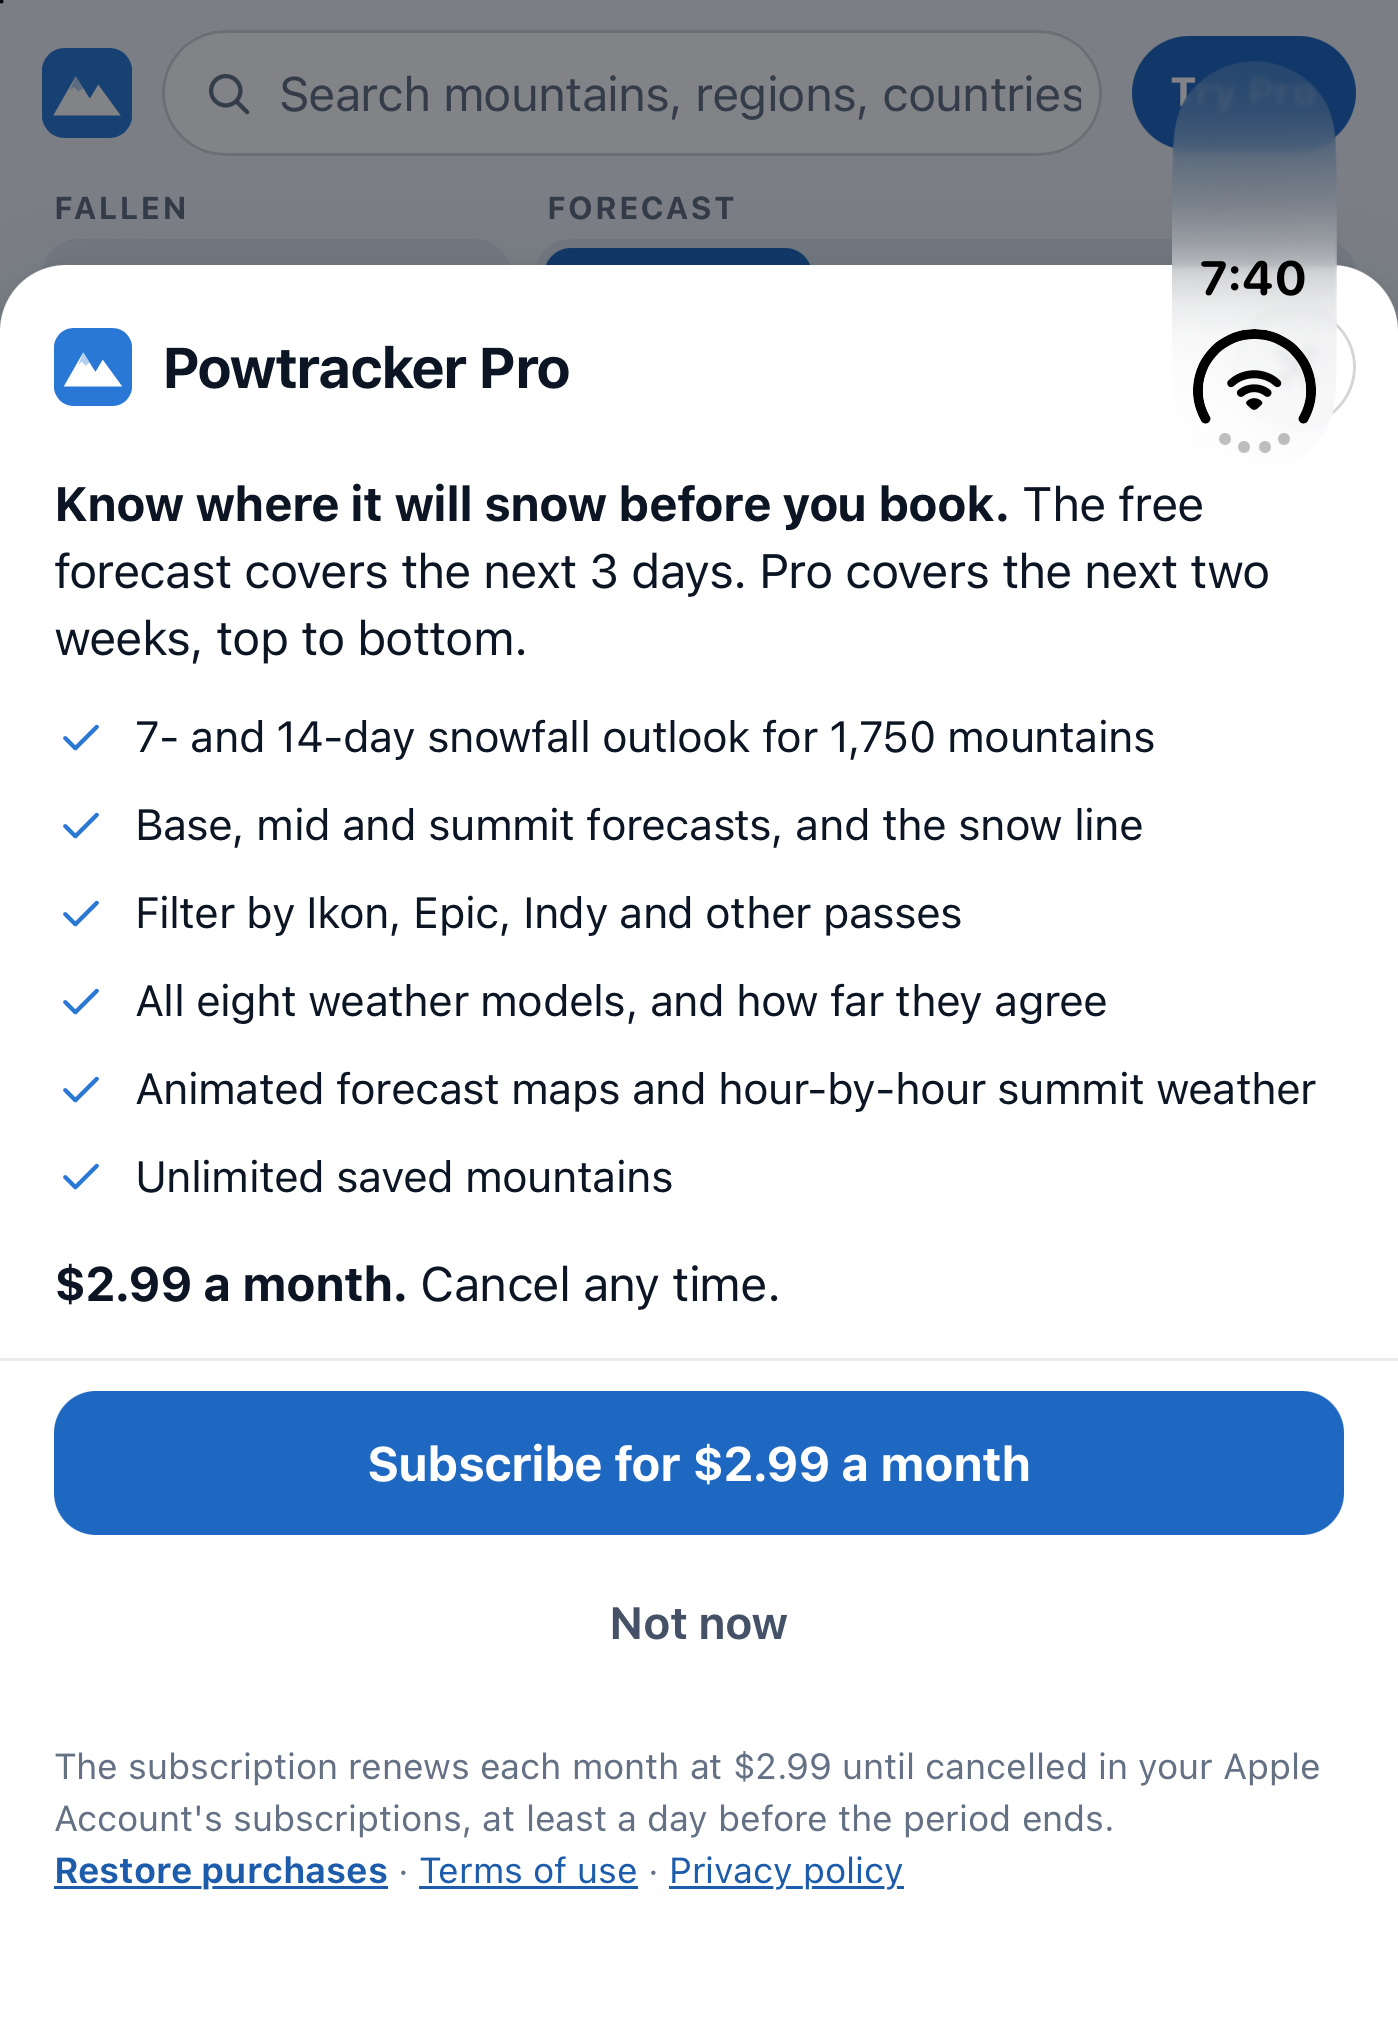 Search mountains, regions, countries
Try Pro
FALLEN
FORECAST
7:40
Powtracker Pro
Know where it will snow before you book. The free
forecast covers the next 3 days. Pro covers the next two
weeks, top to bottom.
7- and 14-day snowfall outlook for 1,750 mountains
Base, mid and summit forecasts, and the snow line
Filter by Ikon, Epic, Indy and other passes
All eight weather models, and how far they agree
Animated forecast maps and hour-by-hour summit weather
Unlimited saved mountains
$2.99 a month. Cancel any time.
Subscribe for $2.99 a month
Not now
The subscription renews each month at $2.99 until cancelled in your Apple
Account's subscriptions, at least a day before the period ends.
Restore purchases · Terms of use · Privacy policy